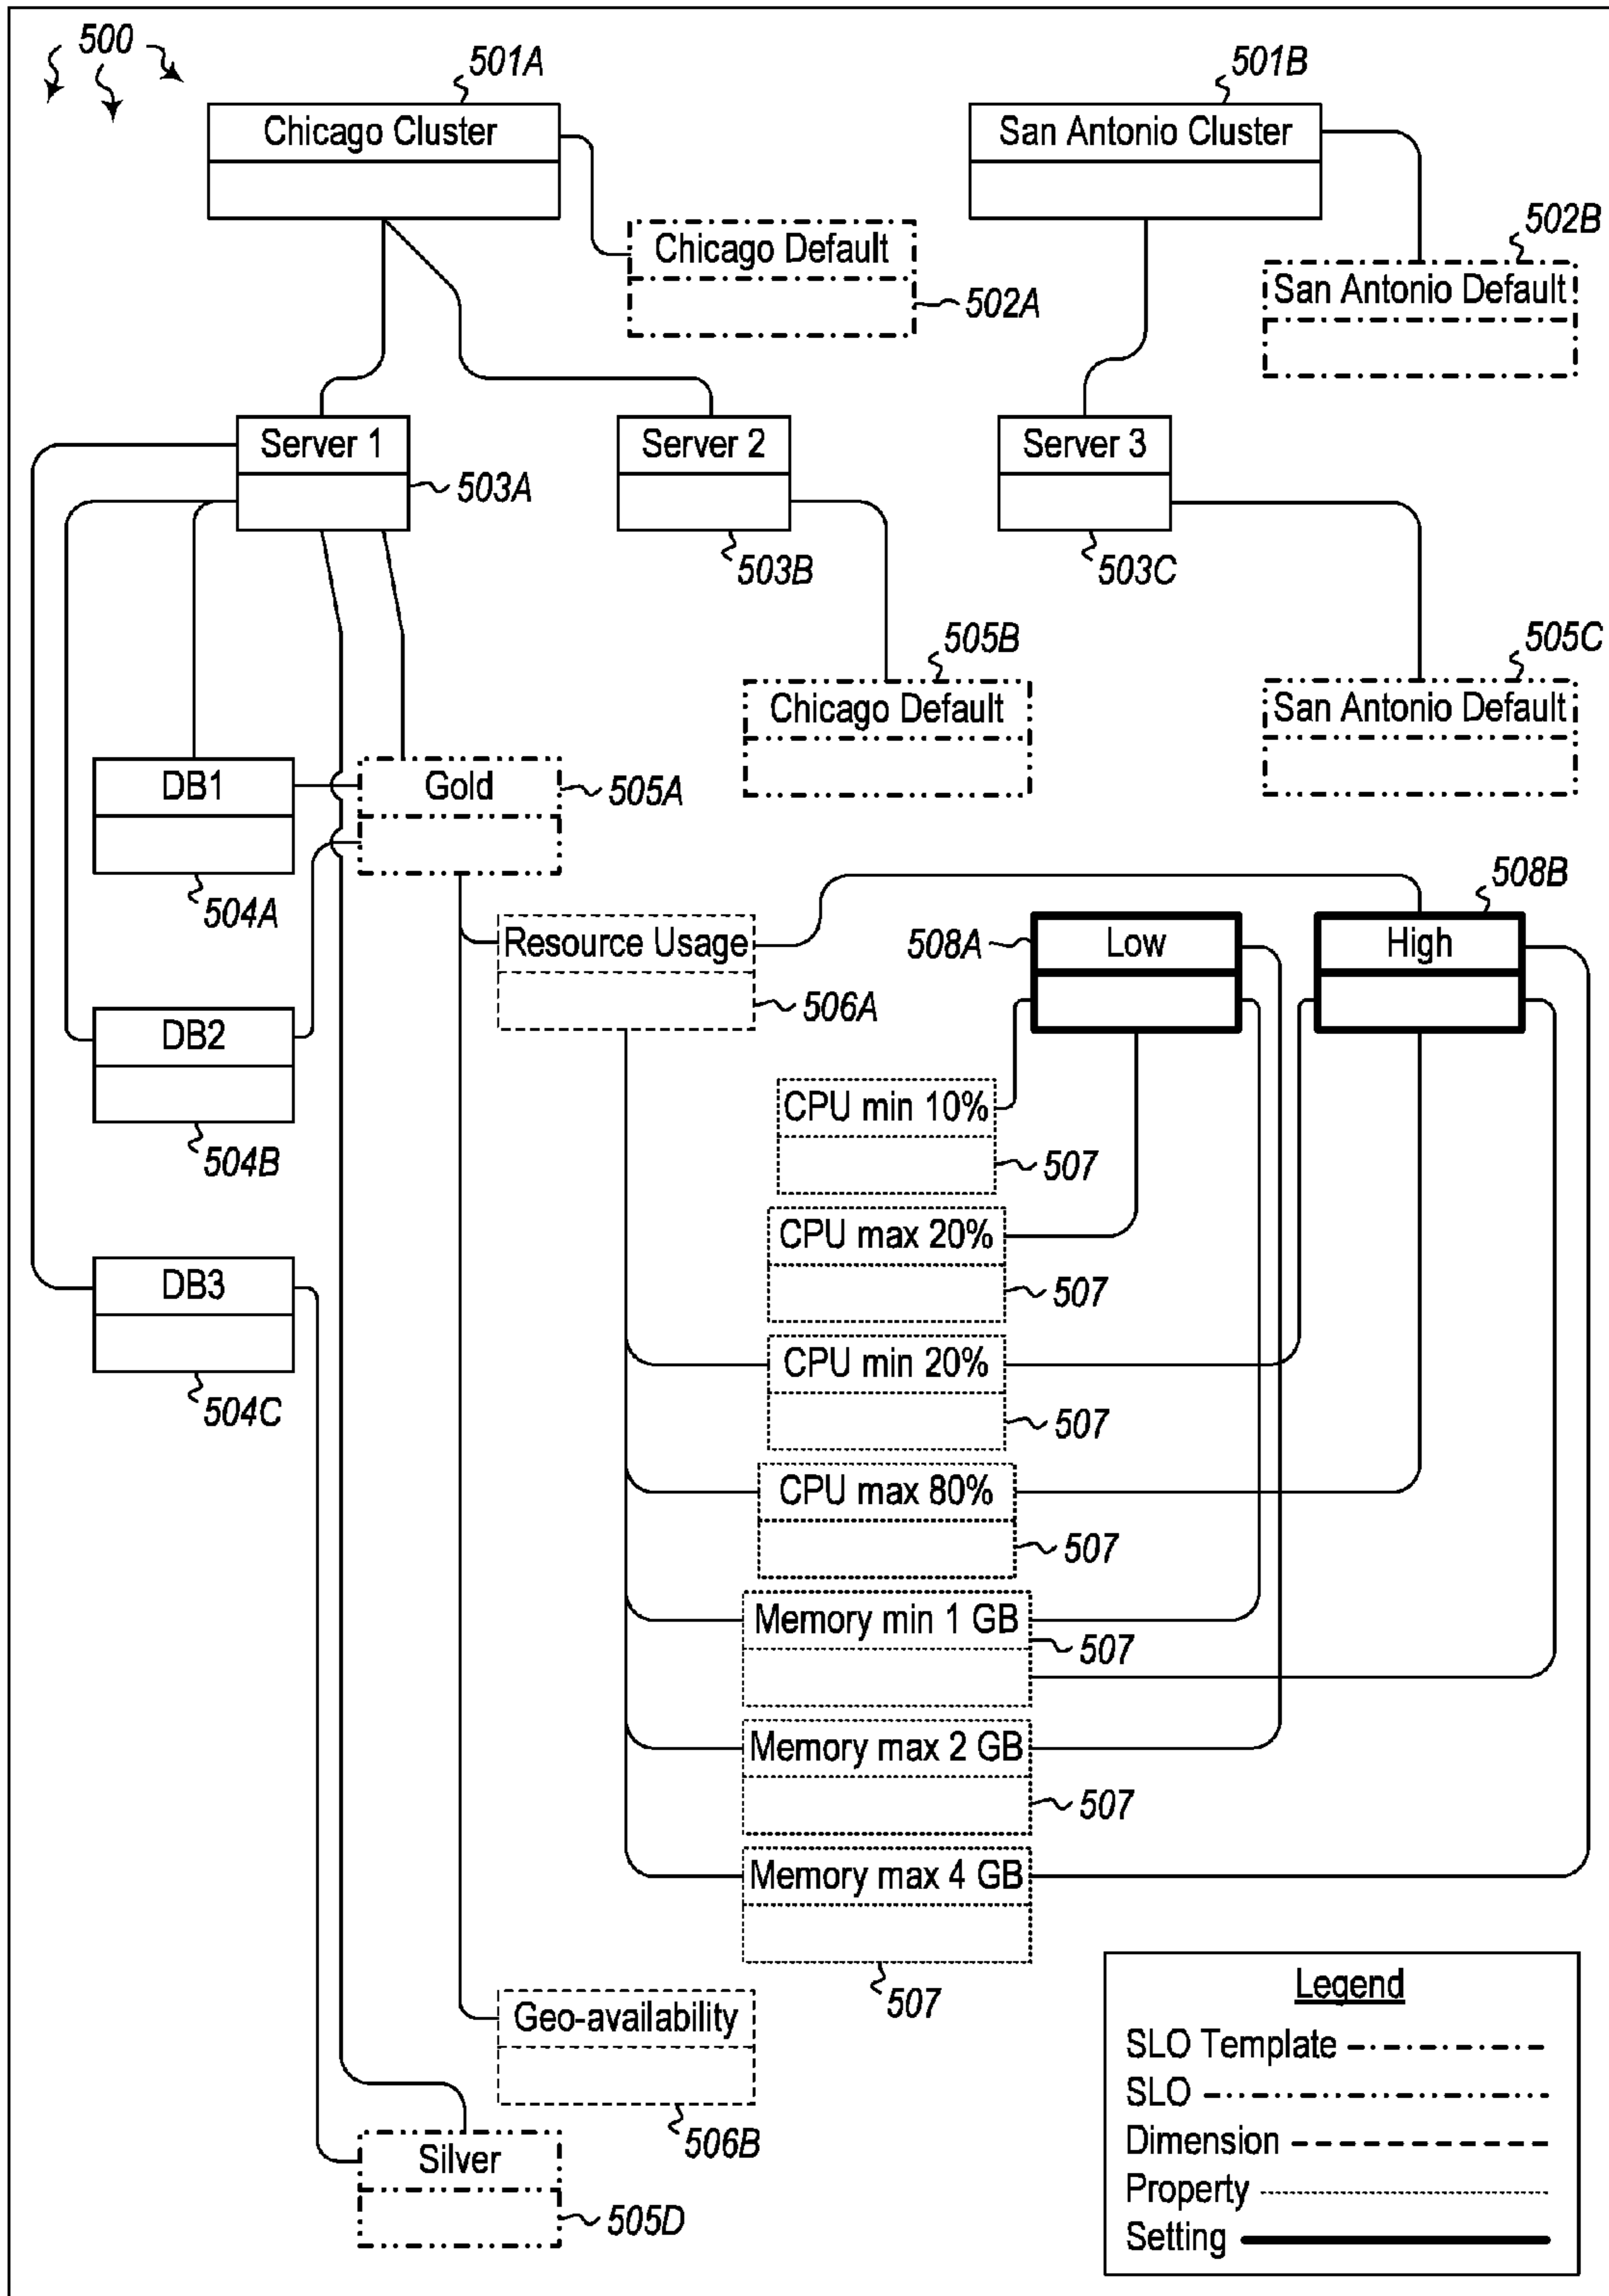 500
501A
501B
Chicago Cluster
San Antonio Cluster
502B
Chicago Default
San Antonio Default
502A
Server 1
Server 2
Server 3
503A
503B
503C
505B
505C
Chicago Default
San Antonio Default
DB1
Gold
505A
504A
508B
Resource Usage
508A
Low
High
506A
DB2
CPU min 10%
504B
507
CPU max 20%
DB3
507
CPU min 20%
504C
507
CPU max 80%
507
Memory min 1 GB
507
Memory max 2 GB
507
Memory max 4 GB
507
Geo-availability
506B
Silver
505D
Legend
SLO Template
SLO
Dimension
Property
Setting